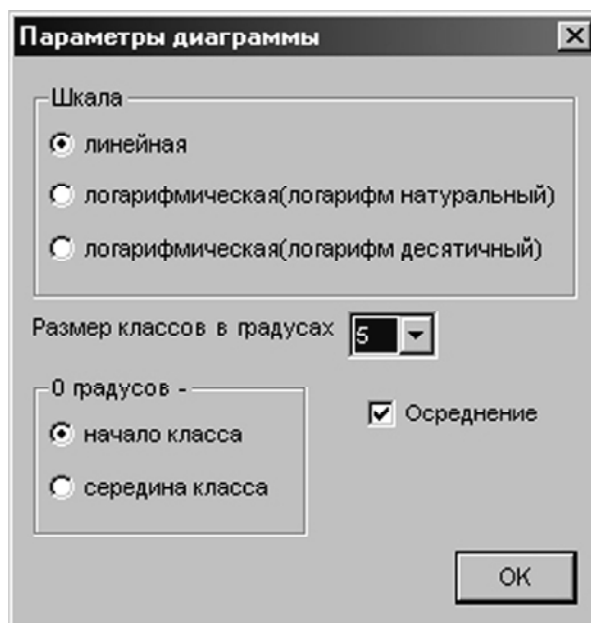 Параметры диаграммы
Шкала
линейная
логарифмическая(логарифм натуральный)
логарифмическая(логарифм десятичный)
Размер классов в градусах 5
0 градусов -
начало класса
Осреднение
середина класса
OK